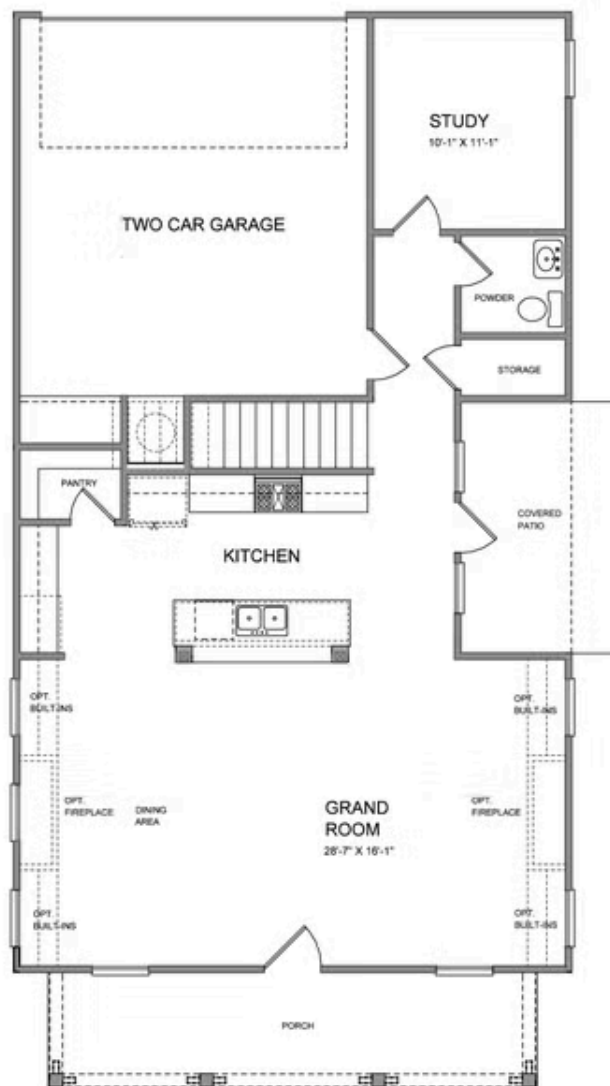 STUDY
10'-1" X 11'-1"
TWO CAR GARAGE
POWDER
STORAGE
PANTRY
COVERED
PATIO
KITCHEN
OPT.
BUILT-INS
OPT.
BUILT-INS
OPT.
FIREPLACE
DINING
AREA
GRAND
ROOM
28'-7" X 16'-1"
OPT.
FIREPLACE
OPT.
BUILT-INS
OPT.
BUILT-INS
PORCH